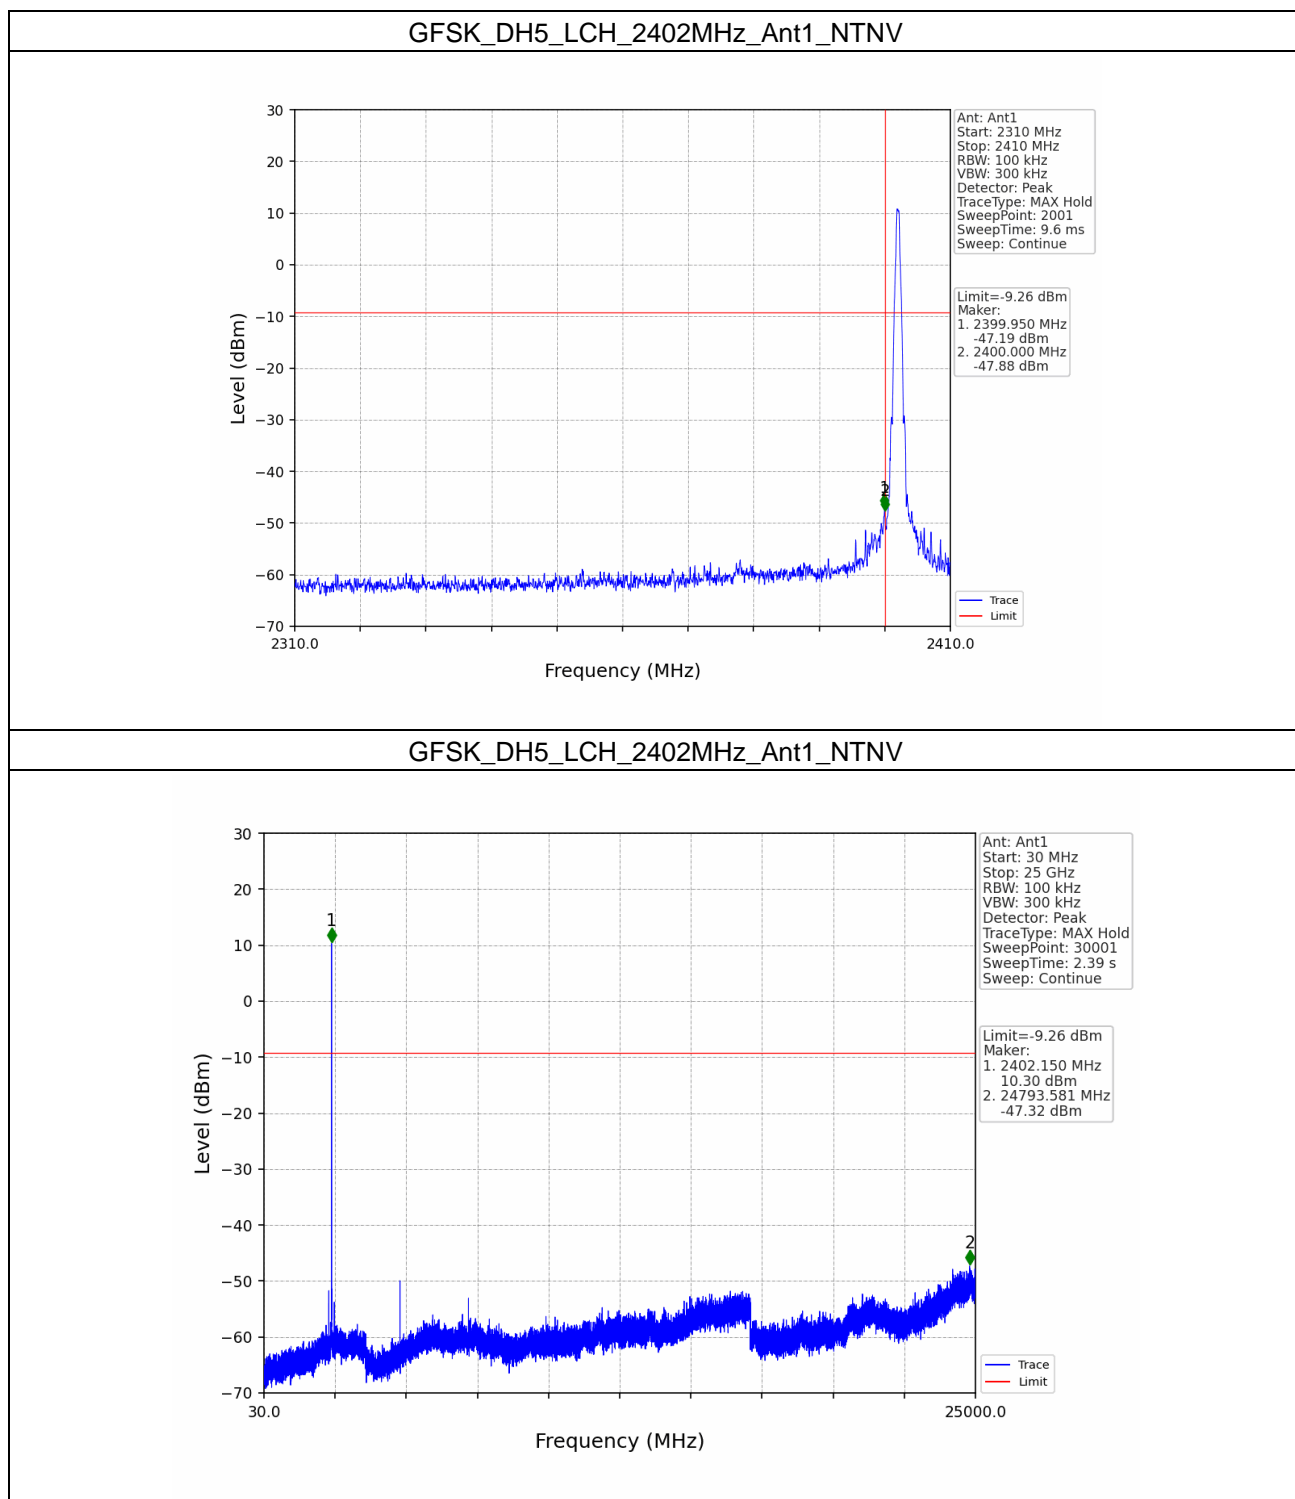 GFSK_DH5_LCH_2402MHz_Ant1_NTNV
30
20
10
0
−10
−20
−30
−40
−50
−60
−70
Level (dBm)
2310.0
2410.0
Frequency (MHz)
2
Ant: Ant1
Start: 2310 MHz
Stop: 2410 MHz
RBW: 100 kHz
VBW: 300 kHz
Detector: Peak
TraceType: MAX Hold
SweepPoint: 2001
SweepTime: 9.6 ms
Sweep: Continue
Limit=-9.26 dBm
Maker:
1. 2399.950 MHz
-47.19 dBm
2. 2400.000 MHz
-47.88 dBm
Trace
Limit
GFSK_DH5_LCH_2402MHz_Ant1_NTNV
30
20
10
0
−10
−20
−30
−40
−50
−60
−70
Level (dBm)
30.0
25000.0
Frequency (MHz)
1
2
Ant: Ant1
Start: 30 MHz
Stop: 25 GHz
RBW: 100 kHz
VBW: 300 kHz
Detector: Peak
TraceType: MAX Hold
SweepPoint: 30001
SweepTime: 2.39 s
Sweep: Continue
Limit=-9.26 dBm
Maker:
1. 2402.150 MHz
10.30 dBm
2. 24793.581 MHz
-47.32 dBm
Trace
Limit